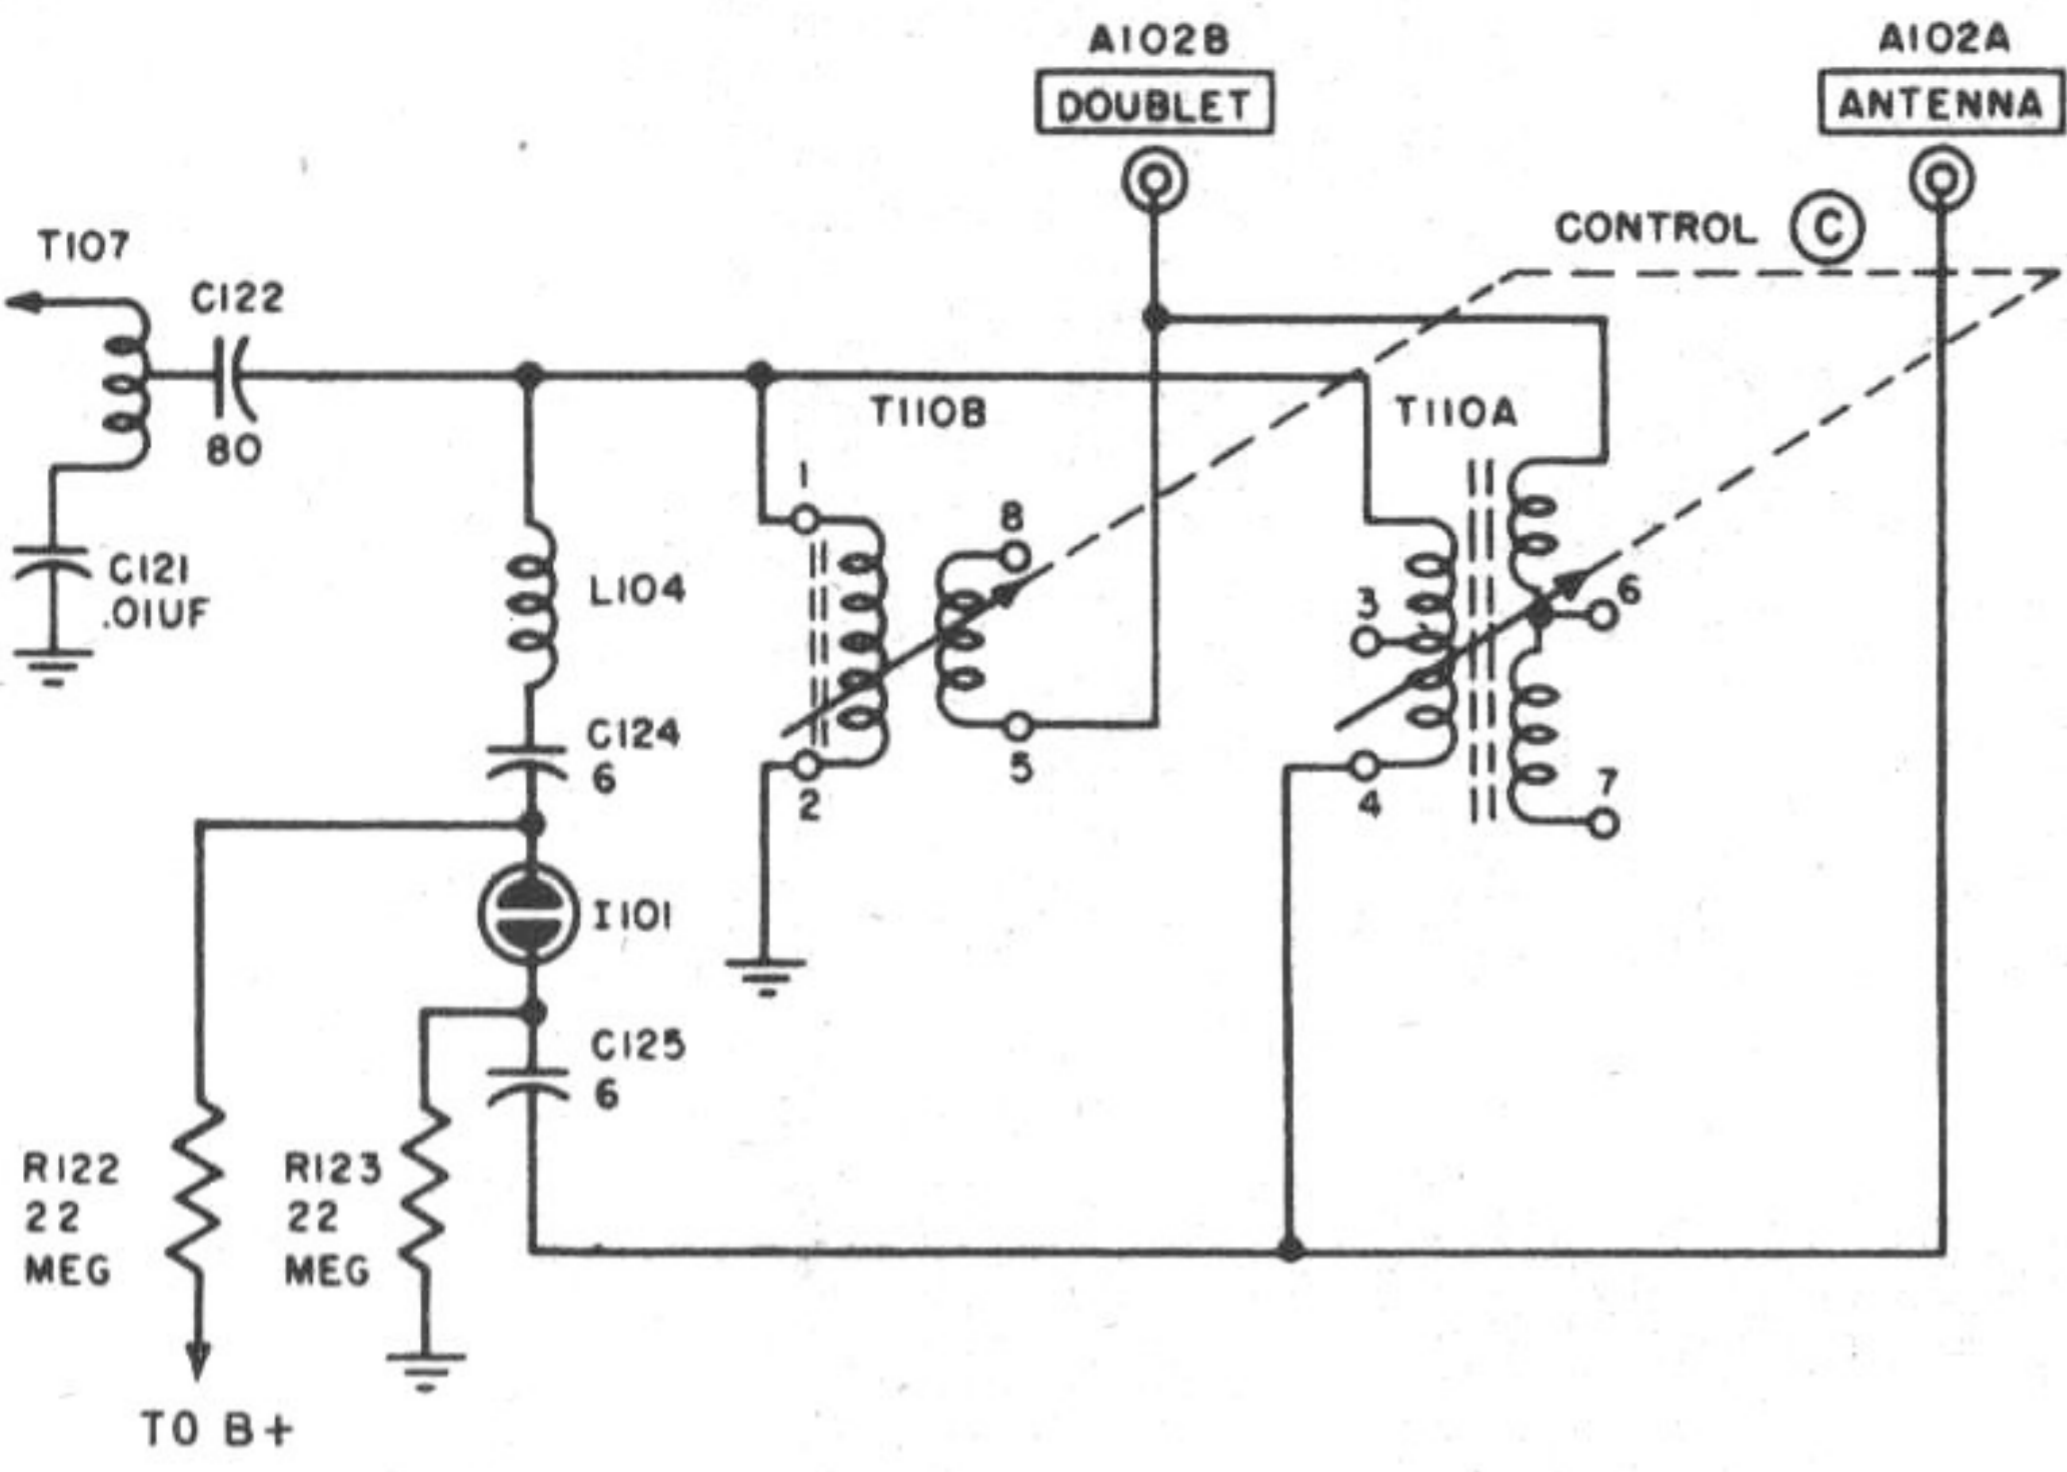 A102B
DOUBLET
A102A
ANTENNA
CONTROL C
T107
C122
80
T110B
T110A
1
8
3
6
C121
.01UF
L104
C124
6
5
2
4
7
I101
C125
6
R122
22
MEG
R123
22
MEG
TO B+